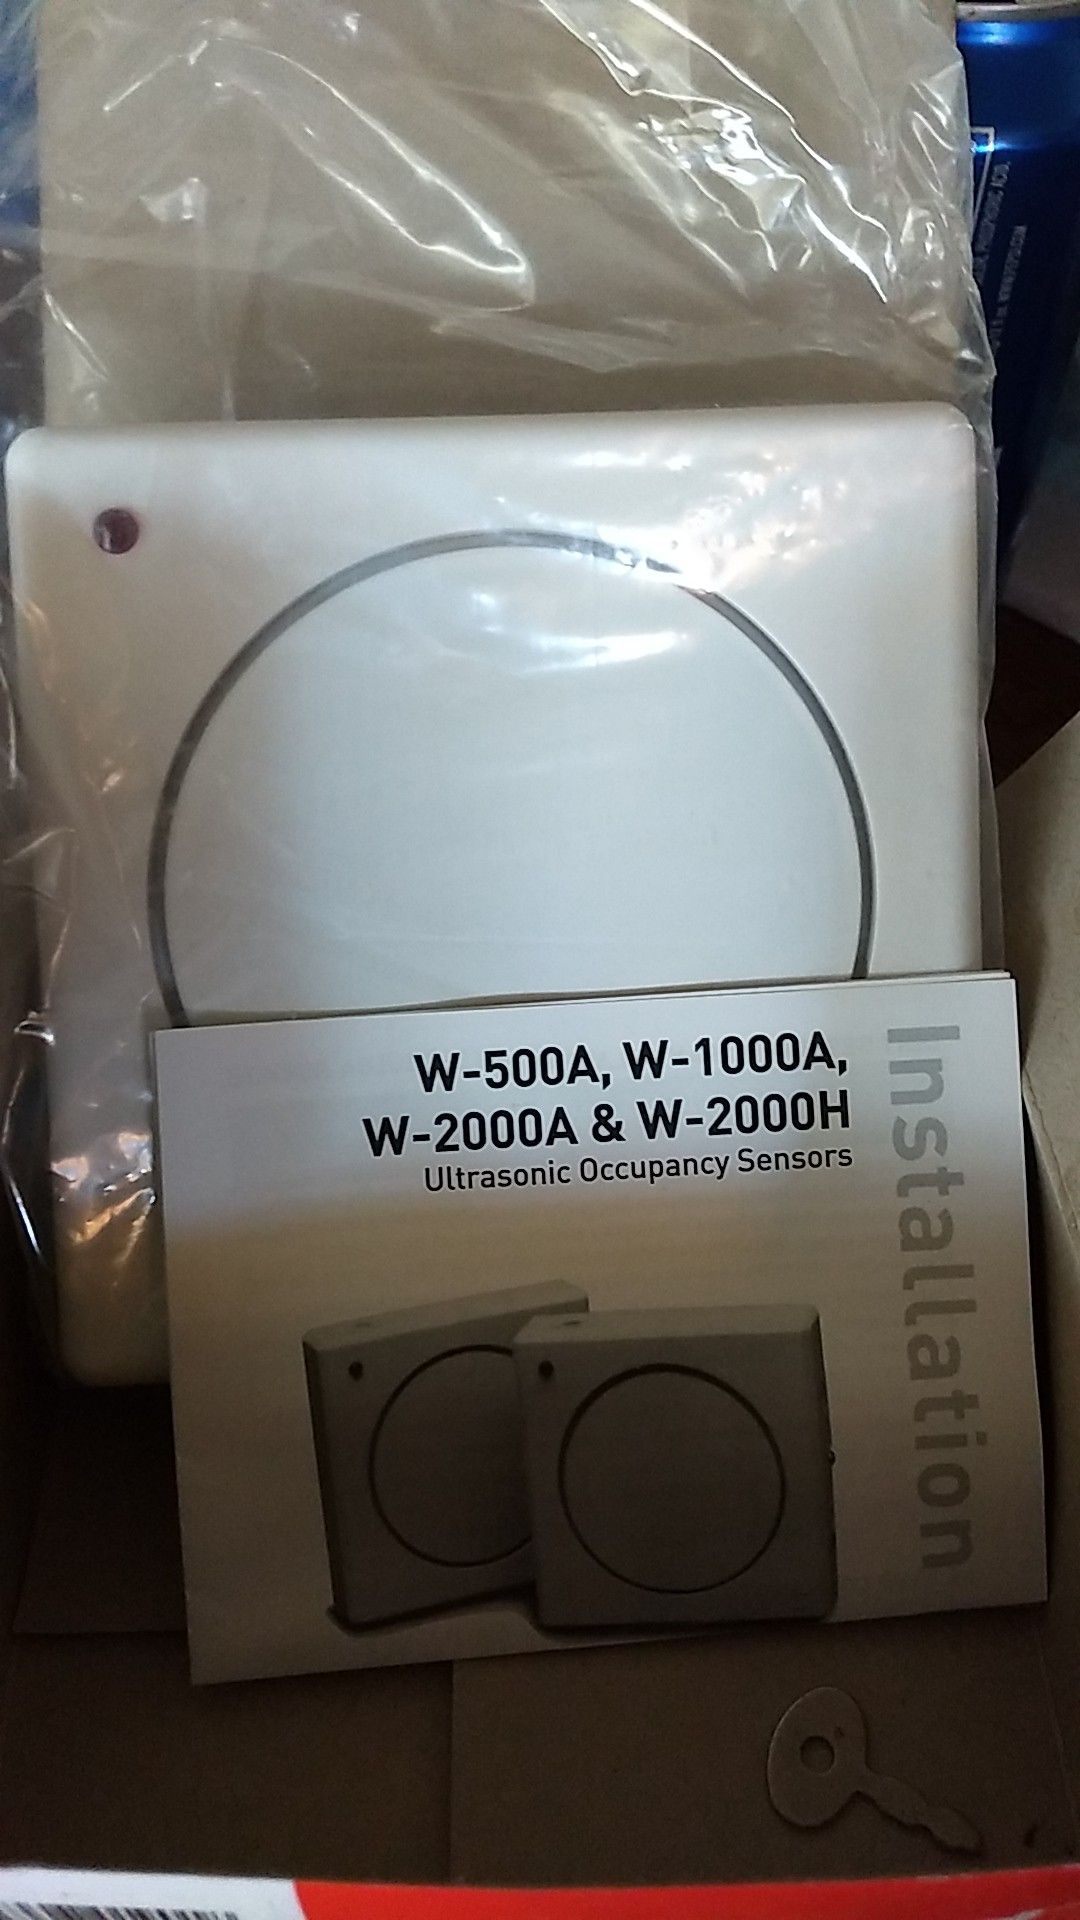 W-500A, W-1000A,
W-2000A & W-2000H
Ultrasonic Occupancy Sensors
Installation